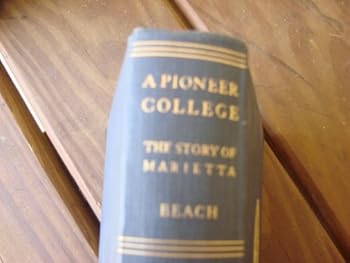 A PIONEER
COLLEGE
THE STORY OF
MARIETTA
BEACH